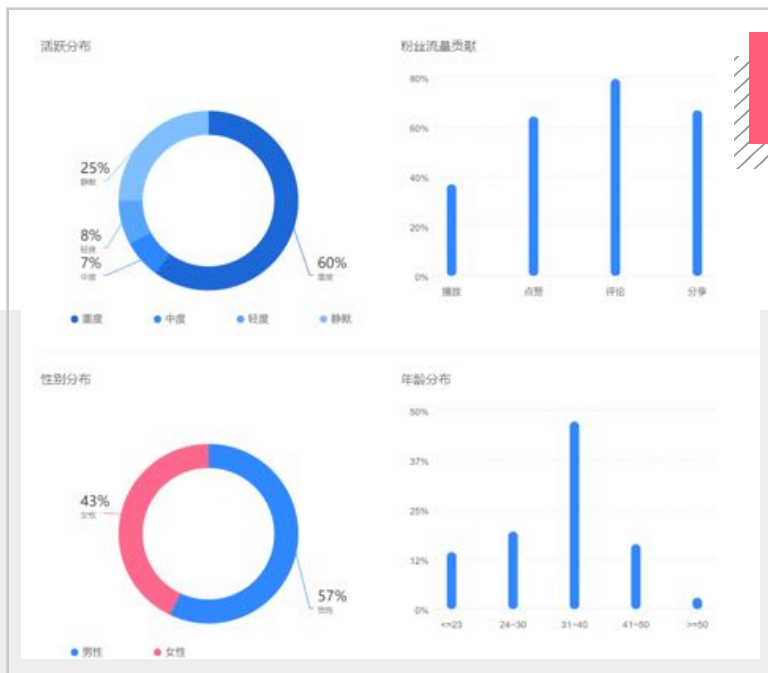 活跃分布
25%
静默
8%
轻度
7%
中度
60%
重度
重度 中度 轻度 静默
粉丝流量贡献
80%
60%
40%
20%
0%
播放 点赞 评论 分享
性别分布
43%
女性
57%
男性
男性 女性
年龄分布
50%
37%
25%
12%
0%
<=23 24~30 31~40 41~50 >=50